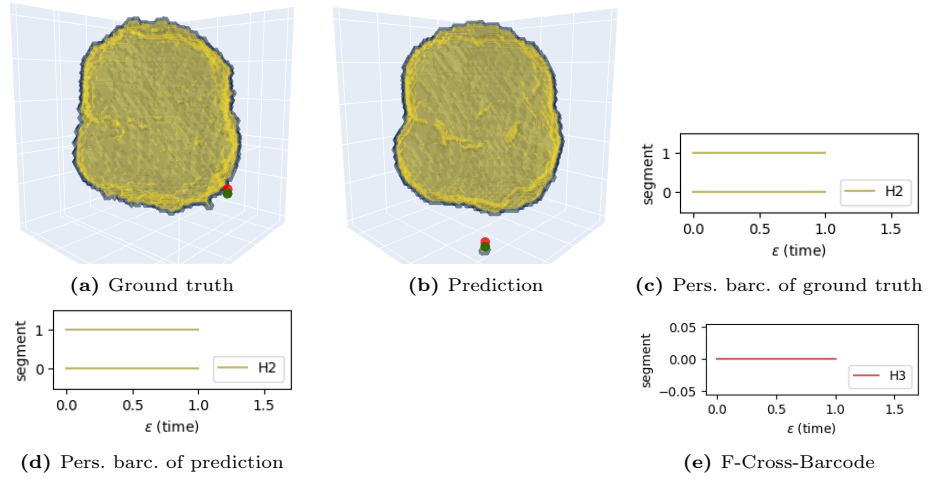 1
0
segment
H2
0.0 0.5 1.0 1.5
ε (time)
(a) Ground truth
(b) Prediction
(c) Pers. barc. of ground truth
1
0
segment
H2
0.0 0.5 1.0 1.5
ε (time)
(d) Pers. barc. of prediction
0.05
0.00
−0.05
segment
H3
0.0 0.5 1.0 1.5
ε (time)
(e) F-Cross-Barcode